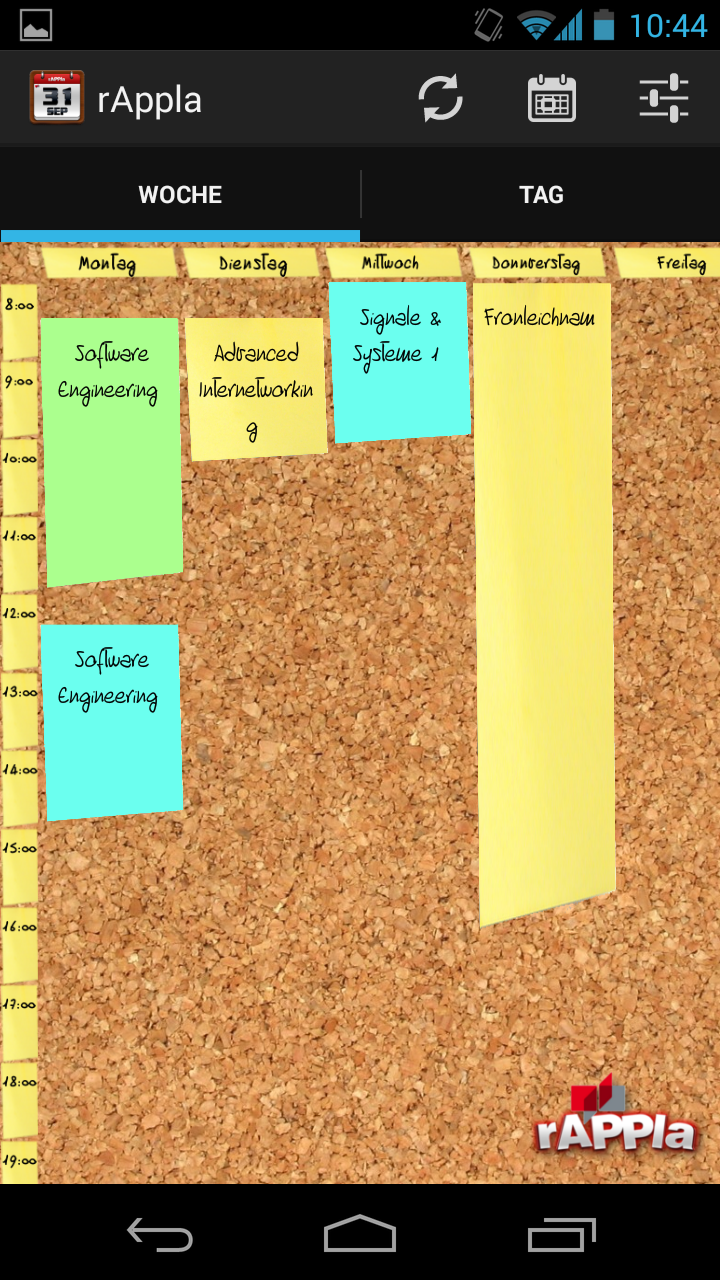 10:44
rAPPla
31
SEP
rAppla
WOCHE
TAG
Montag
Dienstag
Mittwoch
Donnerstag
Freitag
8:00
9:00
10:00
11:00
12:00
13:00
14:00
15:00
16:00
17:00
18:00
19:00
Software
Engineering
Software
Engineering
Advanced
Internetworkin
g
Signale &
Systeme 1
Fronleichnam
rAPPla